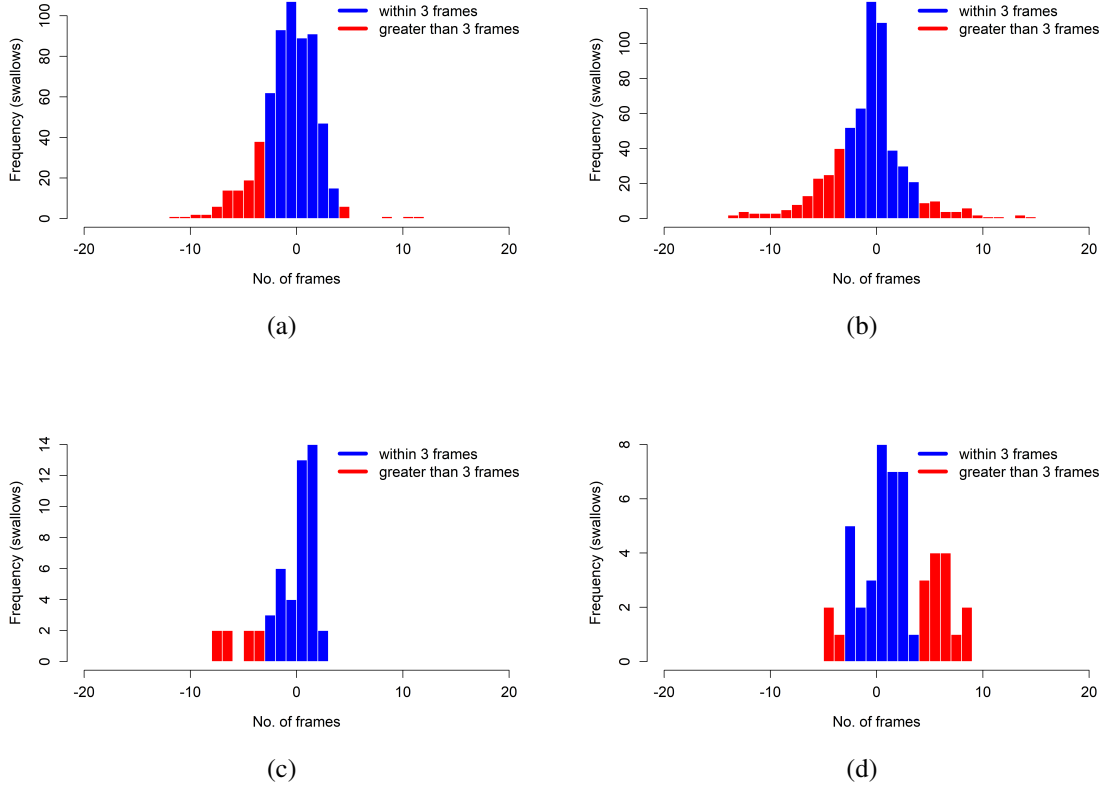 within 3 frames
greater than 3 frames
Frequency (swallows)
0 20 40 60 80 100
-20 -10 0 10 20
No. of frames
(a)
within 3 frames
greater than 3 frames
Frequency (swallows)
0 20 40 60 80 100
-20 -10 0 10 20
No. of frames
(b)
within 3 frames
greater than 3 frames
Frequency (swallows)
0 2 4 6 8 10 12 14
-20 -10 0 10 20
No. of frames
(c)
within 3 frames
greater than 3 frames
Frequency (swallows)
0 2 4 6 8
-20 -10 0 10 20
No. of frames
(d)